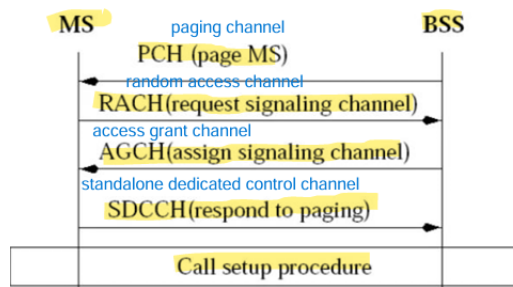 MS paging channel BSS
PCH (page MS)
random access channel
RACH(request signaling channel)
access grant channel
AGCH(assign signaling channel)
standalone dedicated control channel
SDCCH(respond to paging)
Call setup procedure